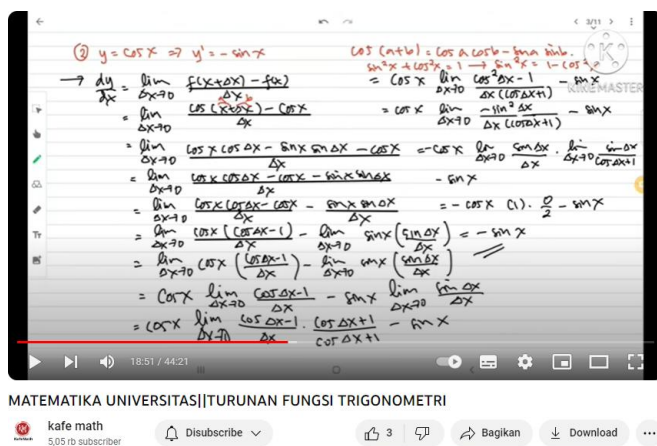 < 3/11 >
② y = cos x => y' = - sin x
cos (a+b) = cos a cos b - sin a sin b.
sin²x + cos²x = 1 → sin²x = 1 - cos²x
→ dy/dx = lim Δx→0 f(x+Δx) - f(x) / Δx
= lim Δx→0 cos (x+Δx) - cos x / Δx
= lim Δx→0 cos x cos Δx - sin x sin Δx - cos x / Δx
= lim Δx→0 cos x cos Δx - cos x - sin x sin Δx / Δx
= lim Δx→0 cos x cos Δx - cos x / Δx - sin x sin Δx / Δx
= lim Δx→0 cos x (cos Δx - 1) / Δx - lim Δx→0 sin x (sin Δx / Δx)
= lim Δx→0 cos x (cos Δx - 1 / Δx) - lim Δx→0 sin x (sin Δx / Δx)
= cos x lim Δx→0 cos Δx - 1 / Δx - sin x lim Δx→0 sin Δx / Δx
= cos x lim Δx→0 cos Δx - 1 / Δx . cos Δx + 1 / cos Δx + 1 - sin x
= cos x lim Δx→0 cos² Δx - 1 / Δx (cos Δx + 1) - sin x
= cos x lim Δx→0 - sin² Δx / Δx (cos Δx + 1) - sin x
= - cos x lim Δx→0 sin Δx / Δx . lim Δx→0 sin Δx / cos Δx + 1
- sin x
= - cos x (1) . 0/2 - sin x
= - sin x
K
KINEMASTER
Tr
18:51 / 44:21
MATEMATIKA UNIVERSITAS||TURUNAN FUNGSI TRIGONOMETRI
kafe math
5,05 rb subscriber
Disubscribe
3
Bagikan
Download